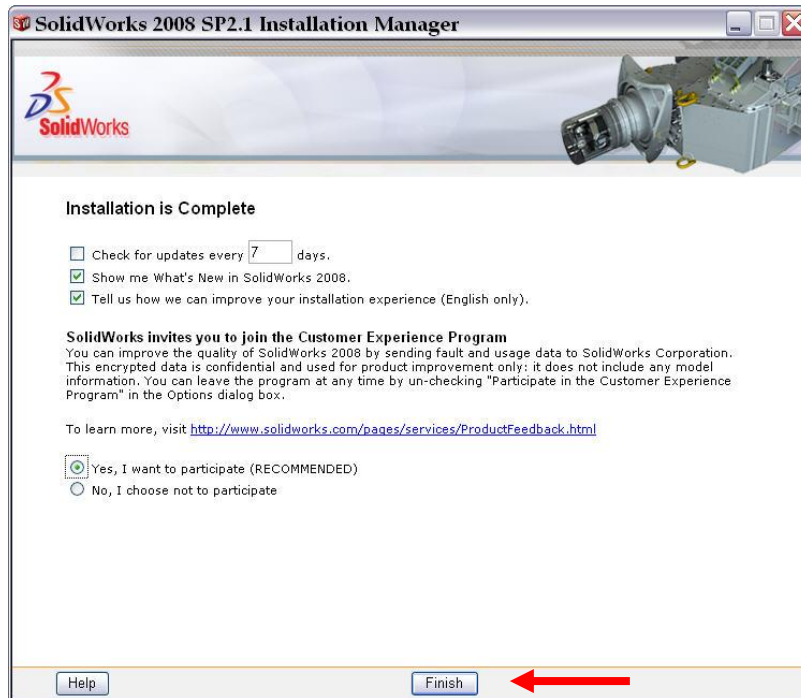 SolidWorks 2008 SP2.1 Installation Manager
SolidWorks
Installation is Complete
Check for updates every 7 days.
Show me What's New in SolidWorks 2008.
Tell us how we can improve your installation experience (English only).
SolidWorks invites you to join the Customer Experience Program
You can improve the quality of SolidWorks 2008 by sending fault and usage data to SolidWorks Corporation.
This encrypted data is confidential and used for product improvement only: it does not include any model
information. You can leave the program at any time by un-checking "Participate in the Customer Experience
Program" in the Options dialog box.
To learn more, visit http://www.solidworks.com/pages/services/ProductFeedback.html
Yes, I want to participate (RECOMMENDED)
No, I choose not to participate
Help Finish